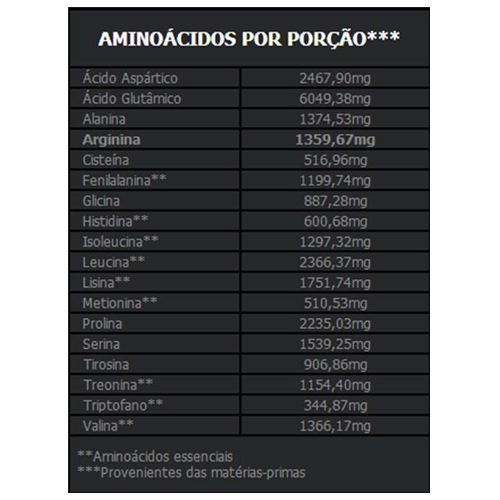 AMINOÁCIDOS POR PORÇÃO***
Ácido Aspártico 2467,90mg
Ácido Glutâmico 6049,38mg
Alanina 1374,53mg
Arginina 1359,67mg
Cisteína 516,96mg
Fenilalanina** 1199,74mg
Glicina 887,28mg
Histidina** 600,68mg
Isoleucina** 1297,32mg
Leucina** 2366,37mg
Lisina** 1751,74mg
Metionina** 510,53mg
Prolina 2235,03mg
Serina 1539,25mg
Tirosina 906,86mg
Treonina** 1154,40mg
Triptofano** 344,87mg
Valina** 1366,17mg
**Aminoácidos essenciais
***Provenientes das matérias-primas